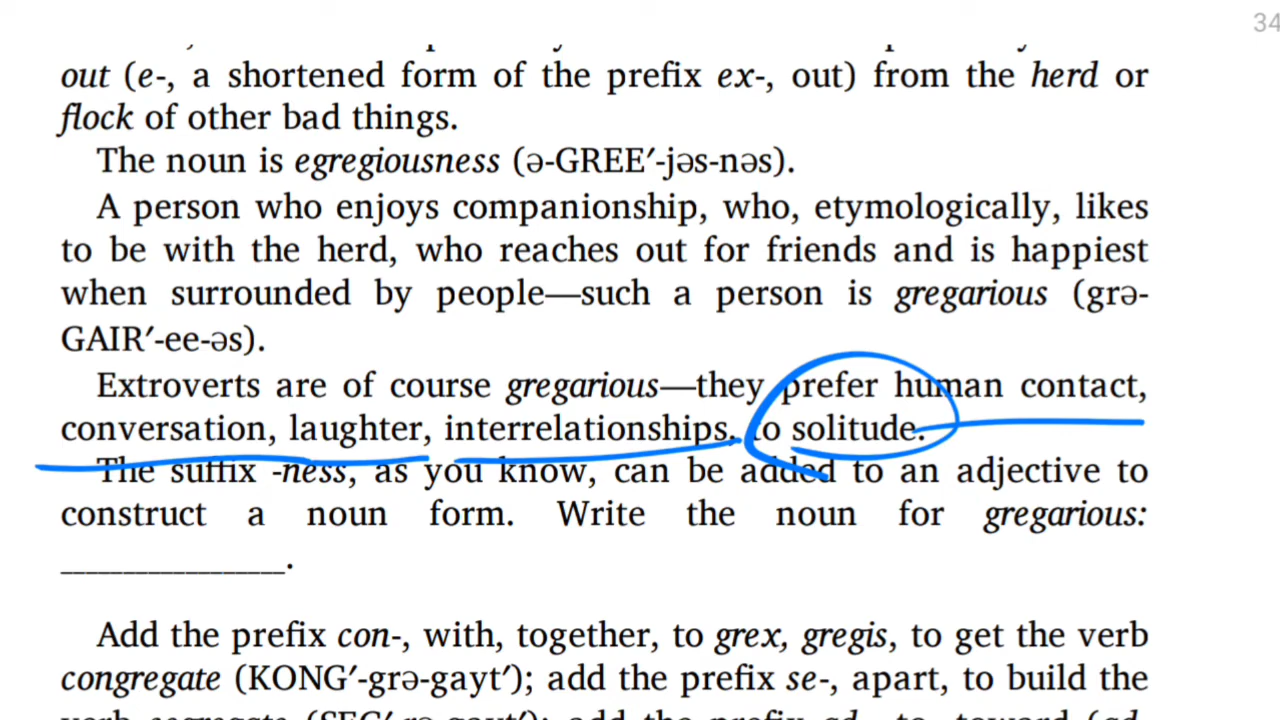 34
out (e-, a shortened form of the prefix ex-, out) from the herd or
flock of other bad things.
The noun is egregiousness (ə-GREE′-jəs-nəs).
A person who enjoys companionship, who, etymologically, likes
to be with the herd, who reaches out for friends and is happiest
when surrounded by people—such a person is gregarious (grə-
GAIR′-ee-əs).
Extroverts are of course gregarious—they prefer human contact,
conversation, laughter, interrelationships, to solitude.
The suffix -ness, as you know, can be added to an adjective to
construct a noun form. Write the noun for gregarious:
_________________.
Add the prefix con-, with, together, to grex, gregis, to get the verb
congregate (KONG′-grə-gayt′); add the prefix se-, apart, to build the